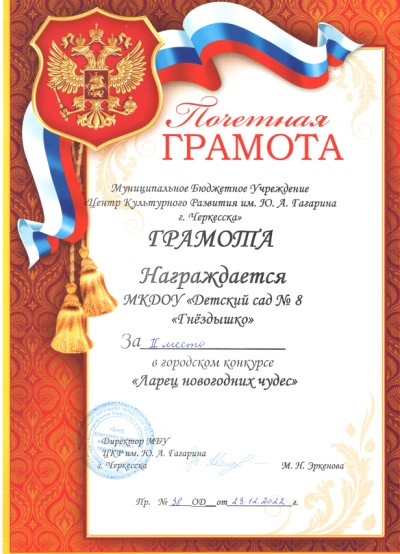 Почетная
ГРАМОТА
Муниципальное Бюджетное Учреждение
«Центр Культурного Развития им. Ю. А. Гагарина
г. Черкесска»
ГРАМОТА
Награждается
МКДОУ «Детский сад № 8
«Гнёздышко»
За II место
в городском конкурсе
«Ларец новогодних чудес»
Директор МБУ
ЦКР им. Ю. А. Гагарина
г. Черкесска М. Н. Эркенова
Пр. № 38 ОД от 23.12.2022 г.